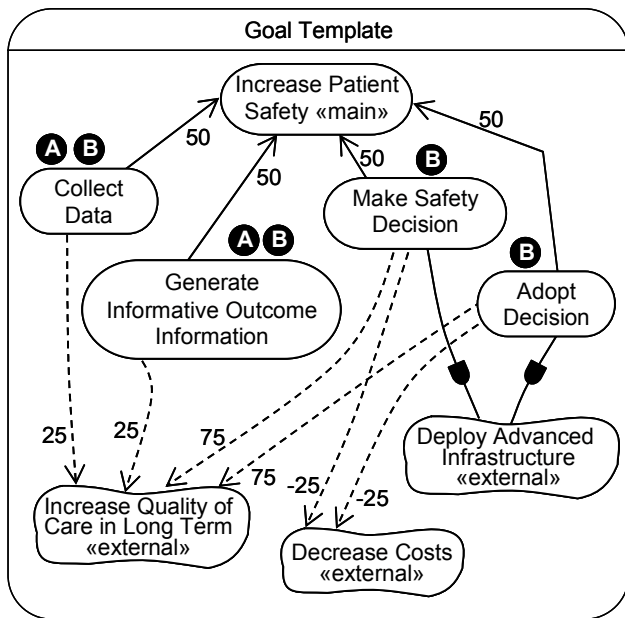 Goal Template
Increase Patient
Safety «main»
50
50
50
50
A B
Collect
Data
B
Make Safety
Decision
A B
Generate
Informative Outcome
Information
B
Adopt
Decision
25
25
75
75
-25
-25
Deploy Advanced
Infrastructure
«external»
Increase Quality of
Care in Long Term
«external»
Decrease Costs
«external»